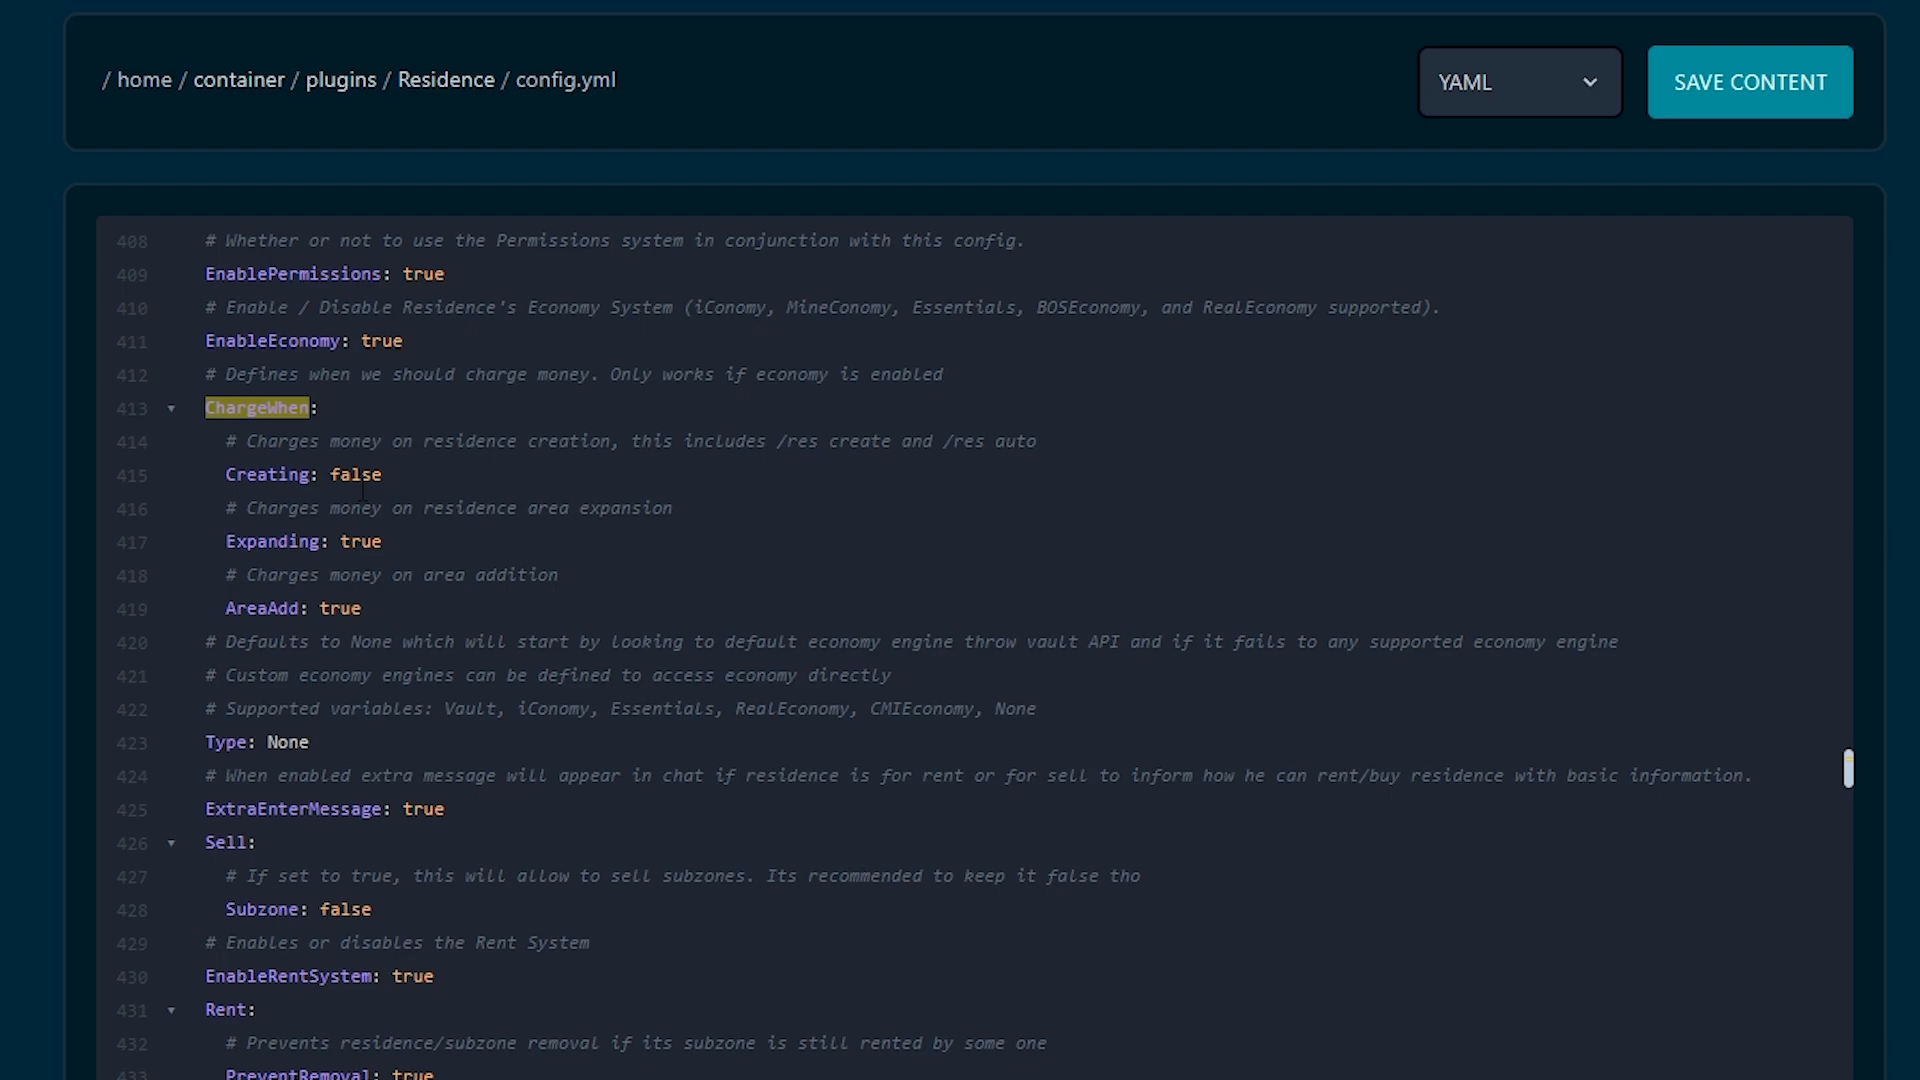 / home / container / plugins / Residence / config.yml
YAML
SAVE CONTENT
408 # Whether or not to use the Permissions system in conjunction with this config.
409 EnablePermissions: true
410 # Enable / Disable Residence's Economy System (iConomy, MineConomy, Essentials, BOSEconomy, and RealEconomy supported).
411 EnableEconomy: true
412 # Defines when we should charge money. Only works if economy is enabled
413 ChargeWhen:
414 # Charges money on residence creation, this includes /res create and /res auto
415 Creating: false
416 # Charges money on residence area expansion
417 Expanding: true
418 # Charges money on area addition
419 AreaAdd: true
420 # Defaults to None which will start by looking to default economy engine throw vault API and if it fails to any supported economy engine
421 # Custom economy engines can be defined to access economy directly
422 # Supported variables: Vault, iConomy, Essentials, RealEconomy, CMIEconomy, None
423 Type: None
424 # When enabled extra message will appear in chat if residence is for rent or for sell to inform how he can rent/buy residence with basic information.
425 ExtraEnterMessage: true
426 Sell:
427 # If set to true, this will allow to sell subzones. Its recommended to keep it false tho
428 Subzone: false
429 # Enables or disables the Rent System
430 EnableRentSystem: true
431 Rent:
432 # Prevents residence/subzone removal if its subzone is still rented by some one
433 PreventRemoval: true